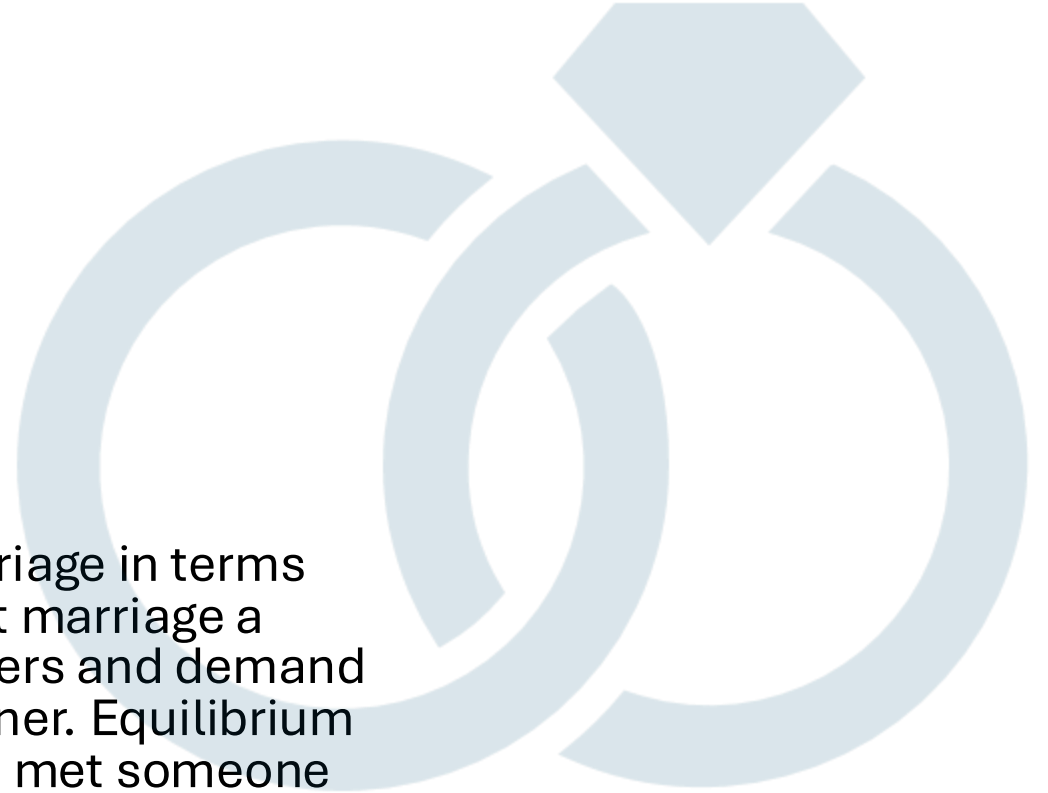 riage in terms
t marriage a
ers and demand
ner. Equilibrium
met someone